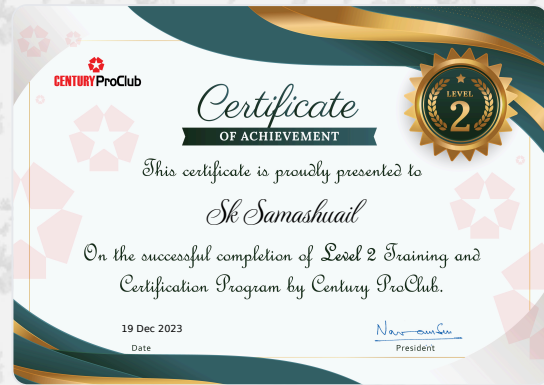 CENTURY ProClub
Certificate
OF ACHIEVEMENT
LEVEL
2
This certificate is proudly presented to
Sk Samashuail
On the successful completion of Level 2 Training and
Certification Program by Century ProClub.
19 Dec 2023
Date
President